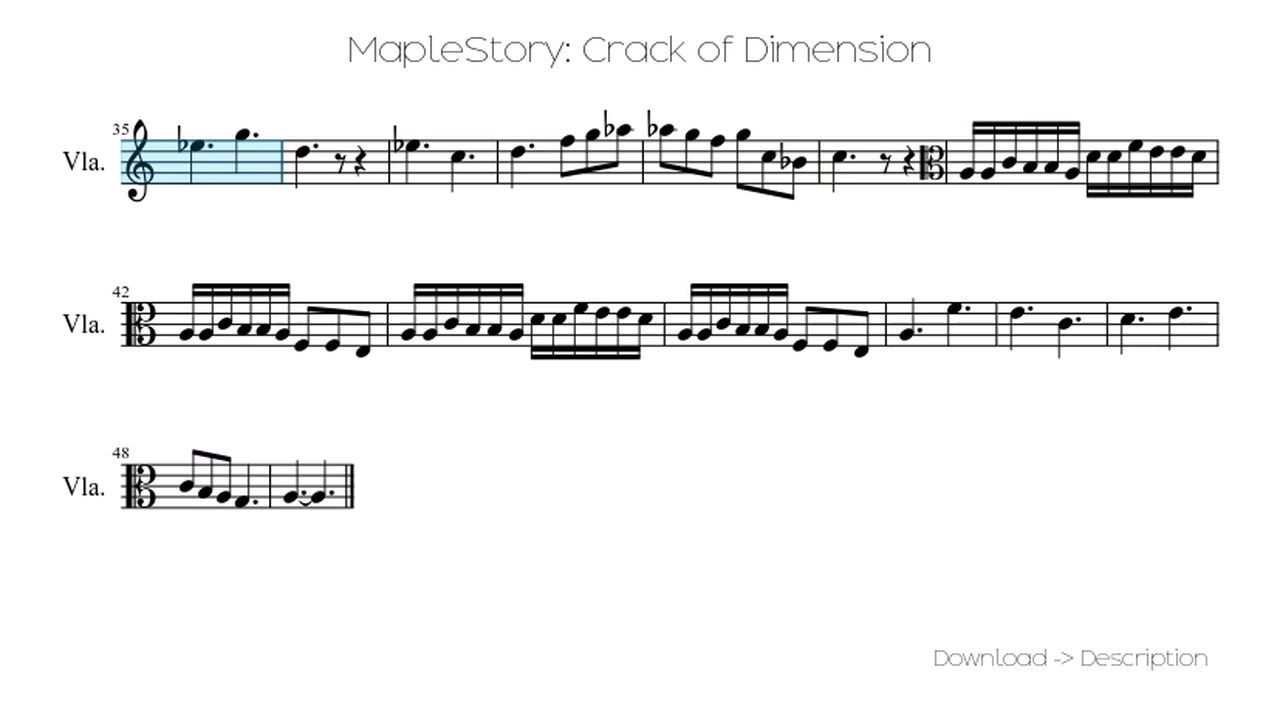 MapleStory: Crack of Dimension
35
Vla.
42
Vla.
48
Vla.
Download -> Description